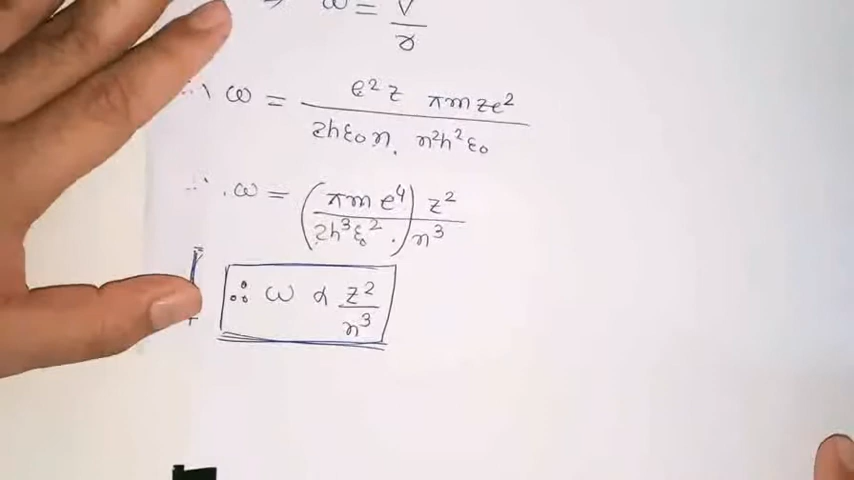 ⇒ ω = V/r
∴ ω = e²z πmze² / 2hε₀n. n²h²ε₀
∴ ω = (πme⁴ / 2h³ε₀².) z²/n³
∴ ω ∝ z²/n³